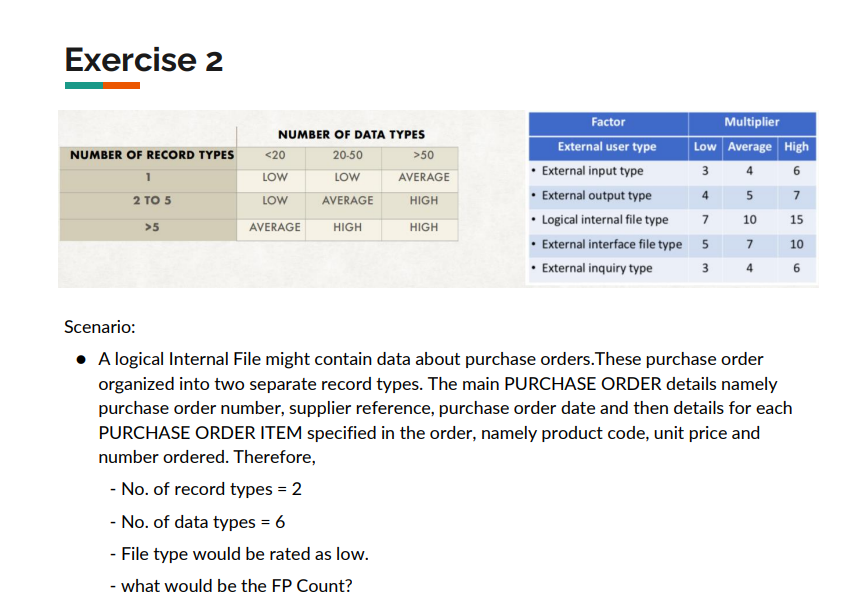 Exercise 2
NUMBER OF DATA TYPES
NUMBER OF RECORD TYPES <20 20-50 >50
1 LOW LOW AVERAGE
2 TO 5 LOW AVERAGE HIGH
>5 AVERAGE HIGH HIGH
Factor Multiplier
External user type Low Average High
• External input type 3 4 6
• External output type 4 5 7
• Logical internal file type 7 10 15
• External interface file type 5 7 10
• External inquiry type 3 4 6
Scenario:
● A logical Internal File might contain data about purchase orders.These purchase order
organized into two separate record types. The main PURCHASE ORDER details namely
purchase order number, supplier reference, purchase order date and then details for each
PURCHASE ORDER ITEM specified in the order, namely product code, unit price and
number ordered. Therefore,
- No. of record types = 2
- No. of data types = 6
- File type would be rated as low.
- what would be the FP Count?